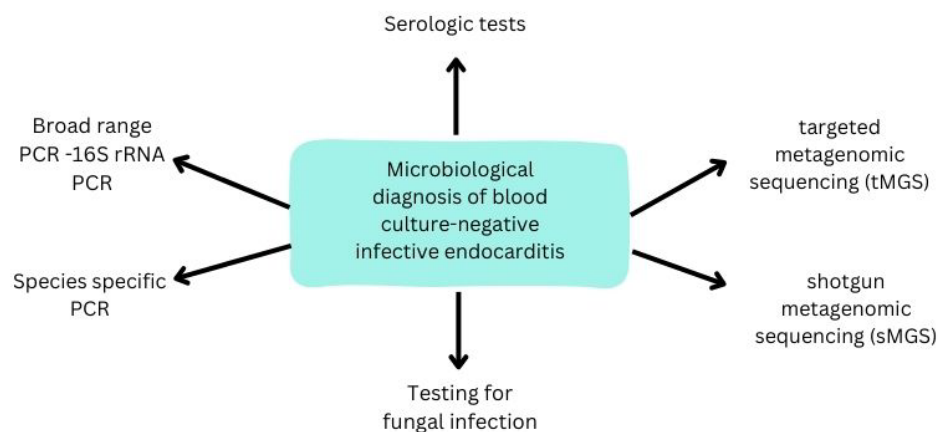 Serologic tests
Broad range
PCR -16S rRNA
PCR
Microbiological
diagnosis of blood
culture-negative
infective endocarditis
targeted
metagenomic
sequencing (tMGS)
Species specific
PCR
shotgun
metagenomic
sequencing (sMGS)
Testing for
fungal infection